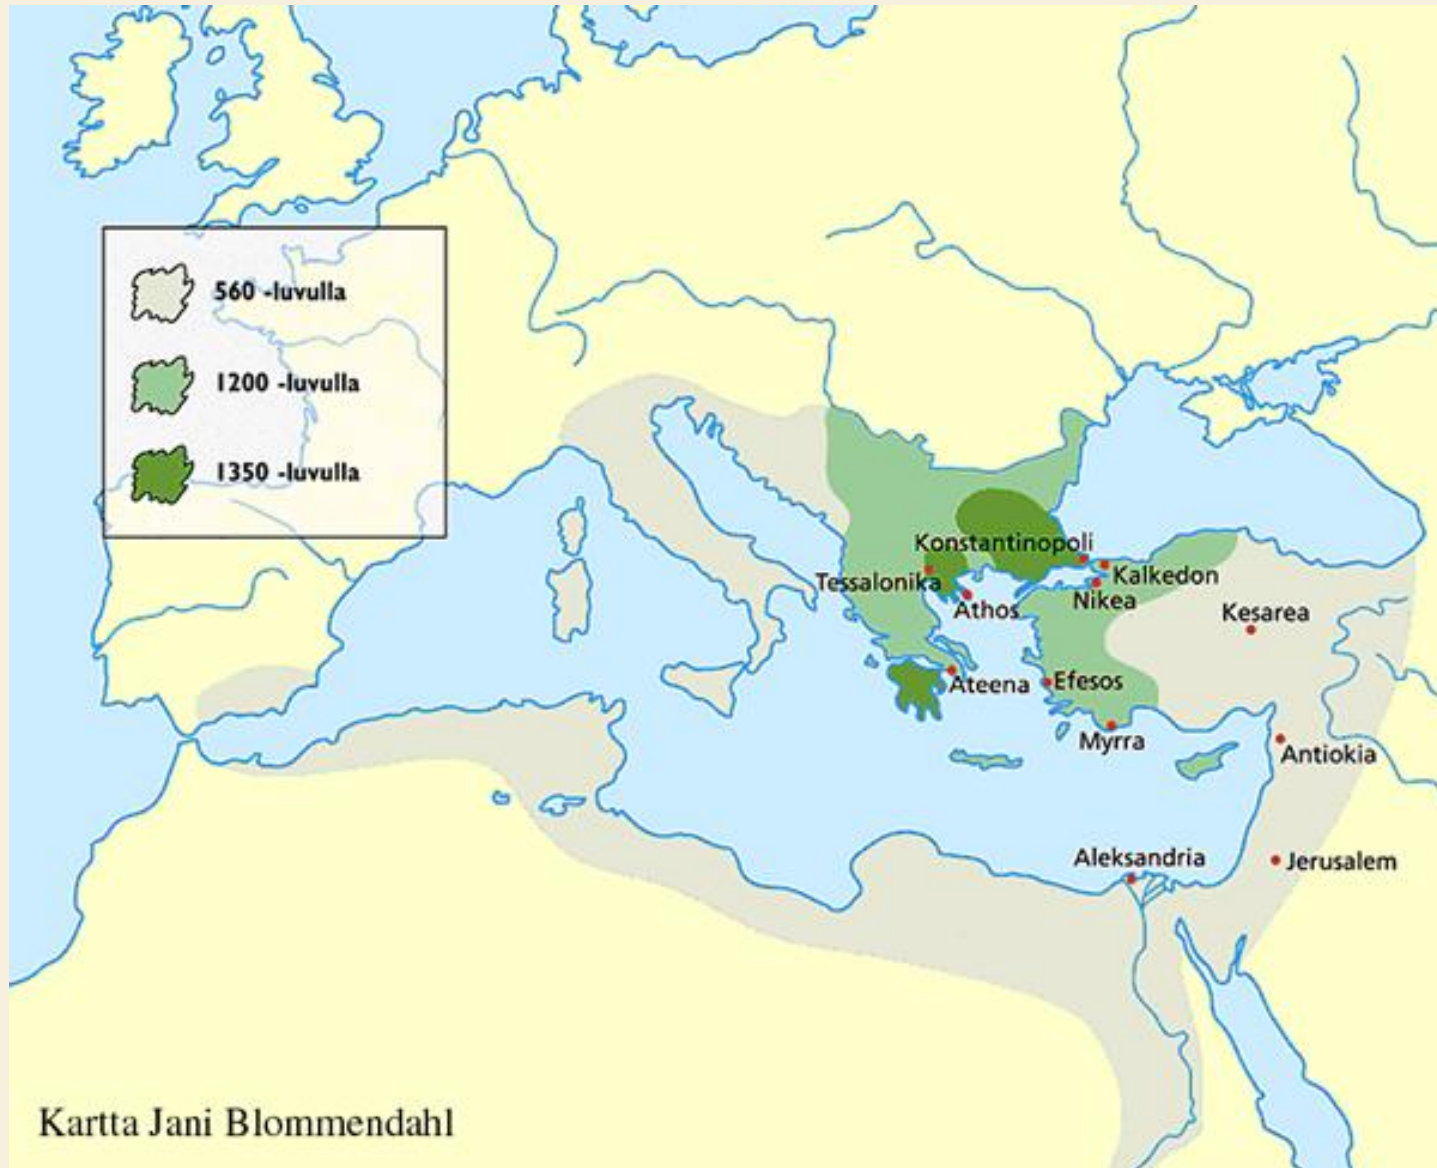 560 -luvulla
1200 -luvulla
1350 -luvulla
Konstantinopoli
Kalkedon
Tessalonika
Athos
Nikea
Kesarea
Ateena
Efesos
Myrra
Antiokia
Aleksandria
Jerusalem
Kartta Jani Blommendahl